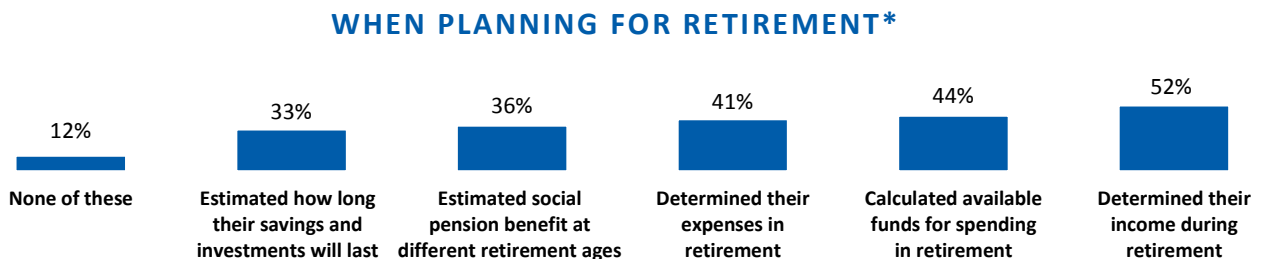 WHEN PLANNING FOR RETIREMENT*
12%
33%
36%
41%
44%
52%
None of these
Estimated how long
their savings and
investments will last
Estimated social
pension benefit at
different retirement ages
Determined their
expenses in
retirement
Calculated available
funds for spending
in retirement
Determined their
income during
retirement